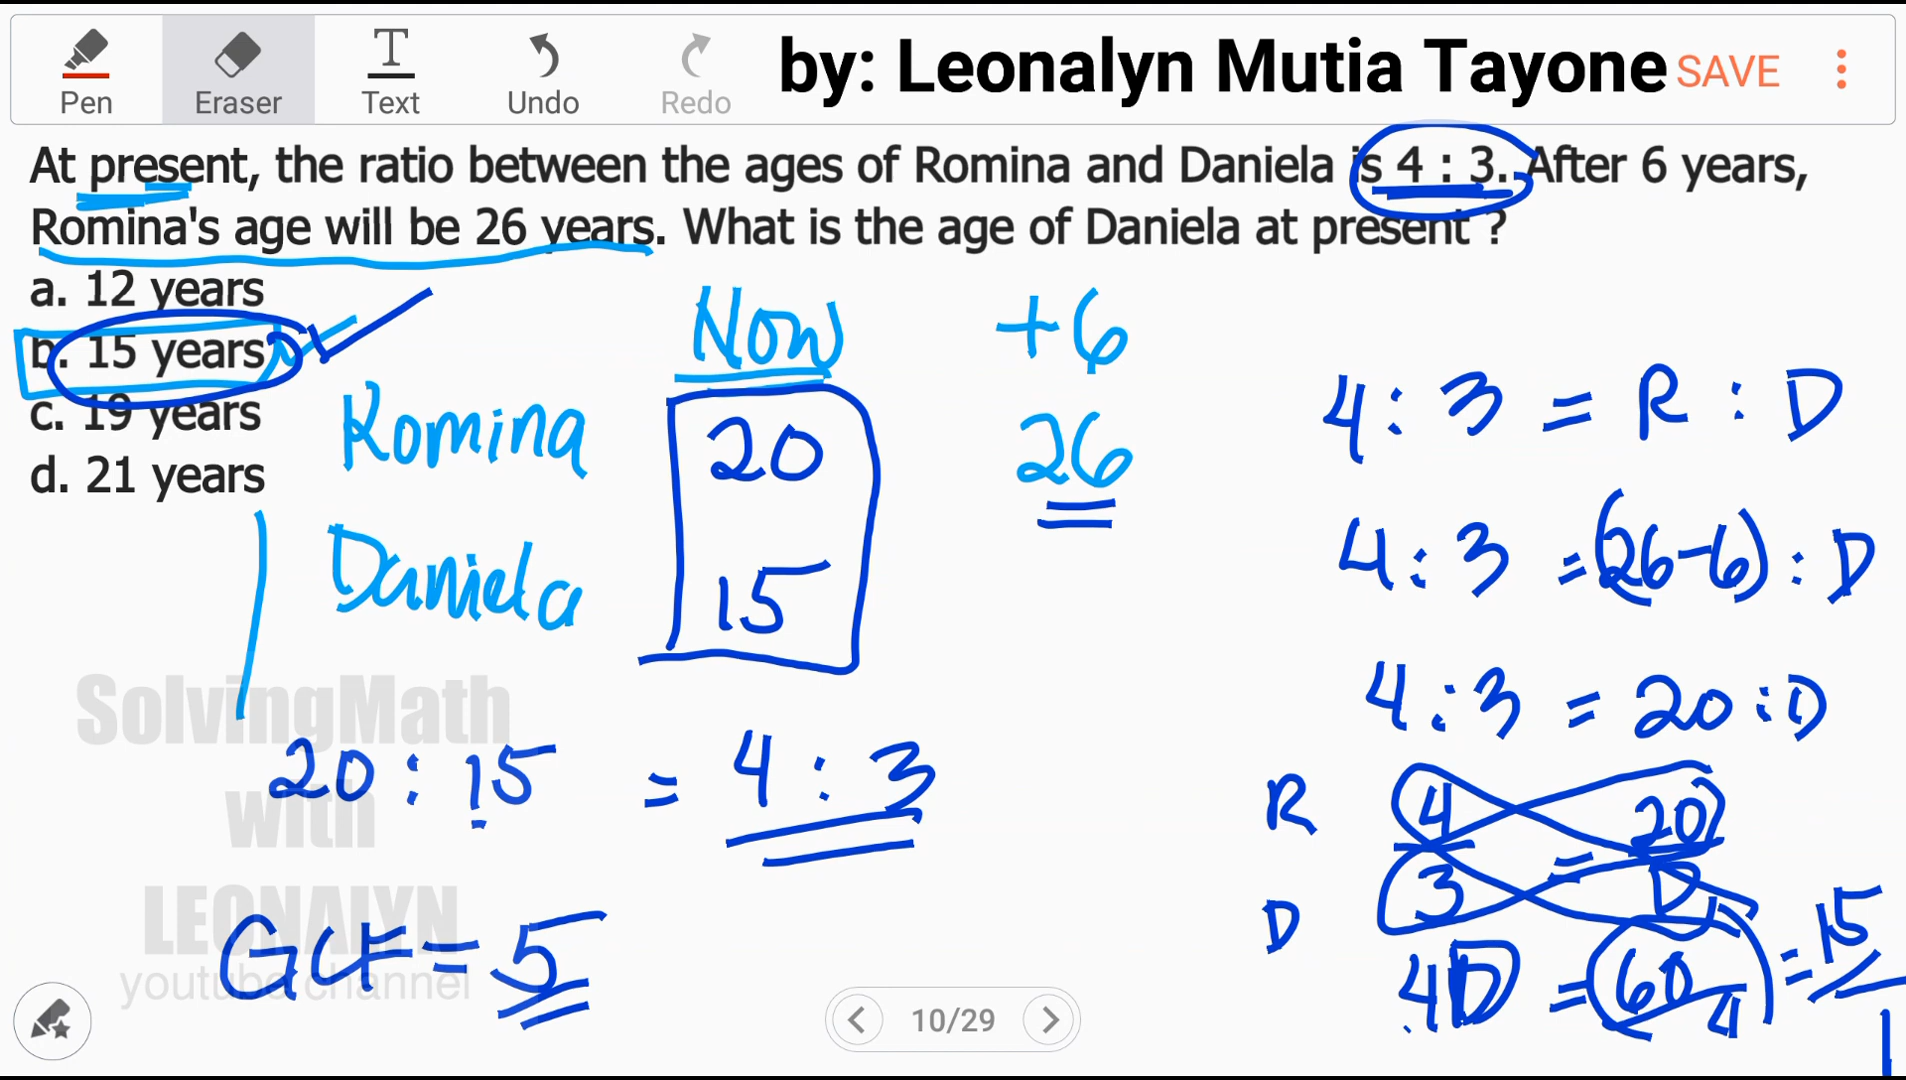 Pen Eraser Text Undo Redo by: Leonalyn Mutia Tayone SAVE
At present, the ratio between the ages of Romina and Daniela is 4 : 3. After 6 years,
Romina's age will be 26 years. What is the age of Daniela at present ?
a. 12 years
b. 15 years
c. 19 years
d. 21 years
Now +6
Romina 20 26
Daniela 15
20 : 15 = 4 : 3
GCF = 5
4 : 3 = R : D
4 : 3 = (26-6) : D
4 : 3 = 20 : D
R 4 = 20
D 3 D
4D = 60 = 15
4
SolvingMath
with
LEONALYN
youtube channel
10/29